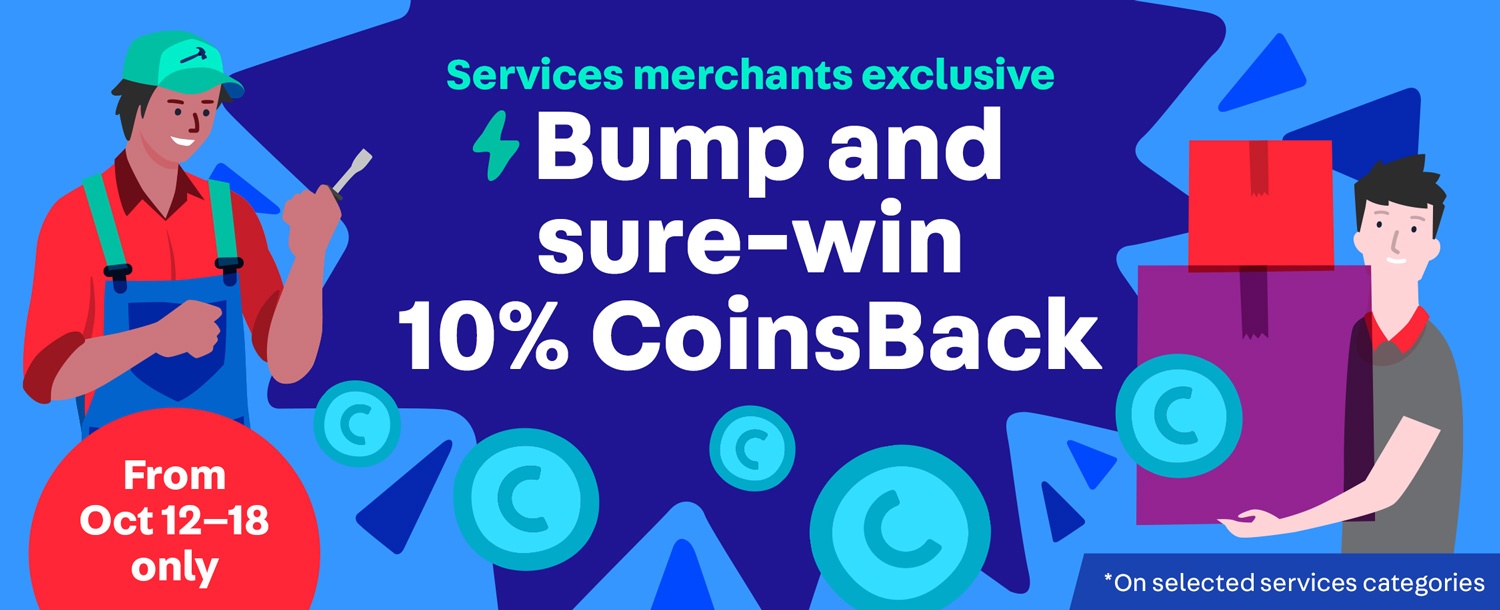 Services merchants exclusive
Bump and
sure-win
10% CoinsBack
From
Oct 12–18
only
*On selected services categories